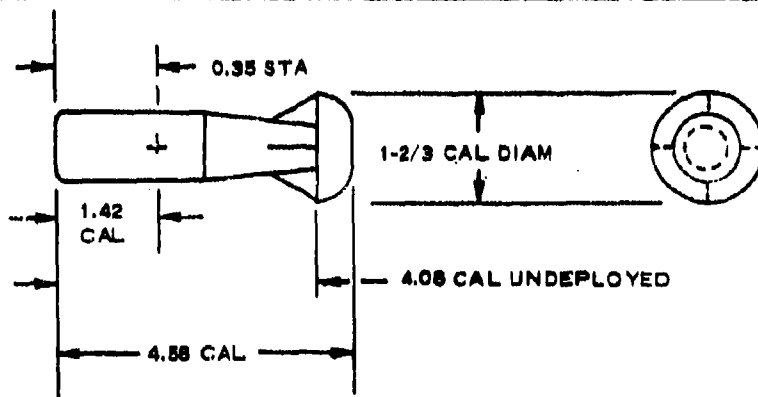 0.35 STA
1-2/3 CAL DIAM
1.42
CAL
4.08 CAL UNDEPLOYED
4.58 CAL